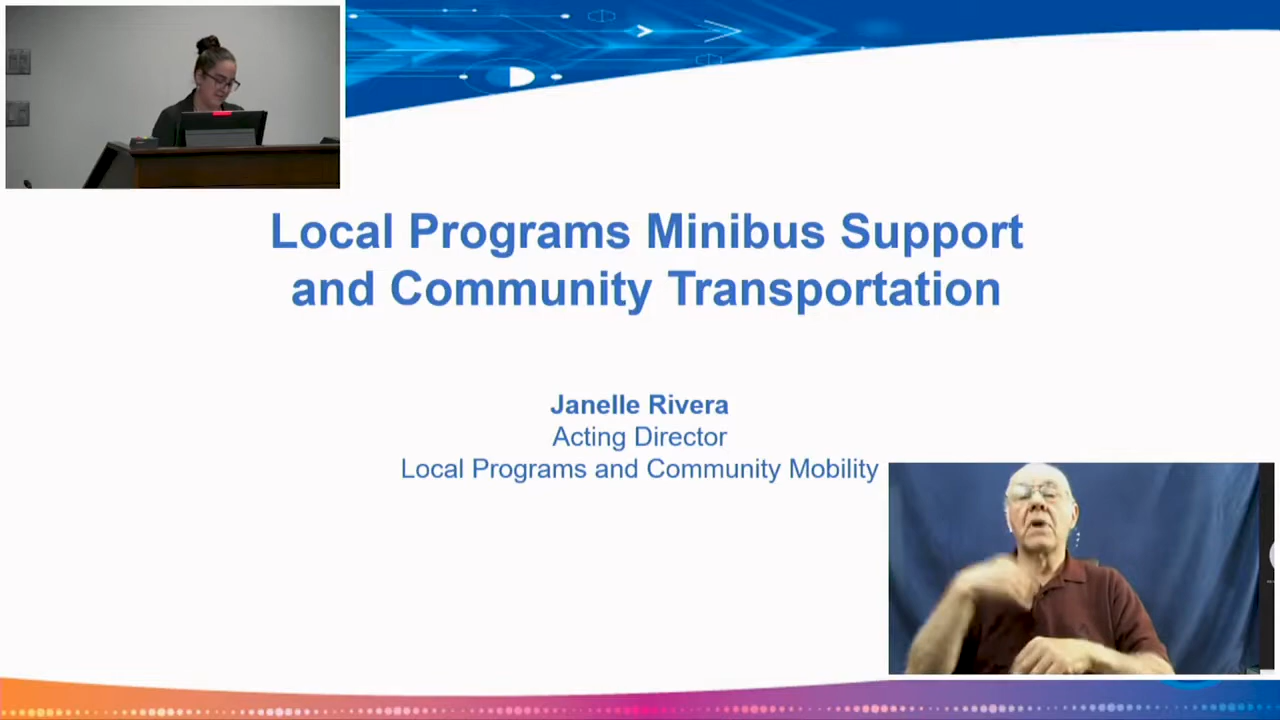 Local Programs Minibus Support
and Community Transportation
Janelle Rivera
Acting Director
Local Programs and Community Mobility